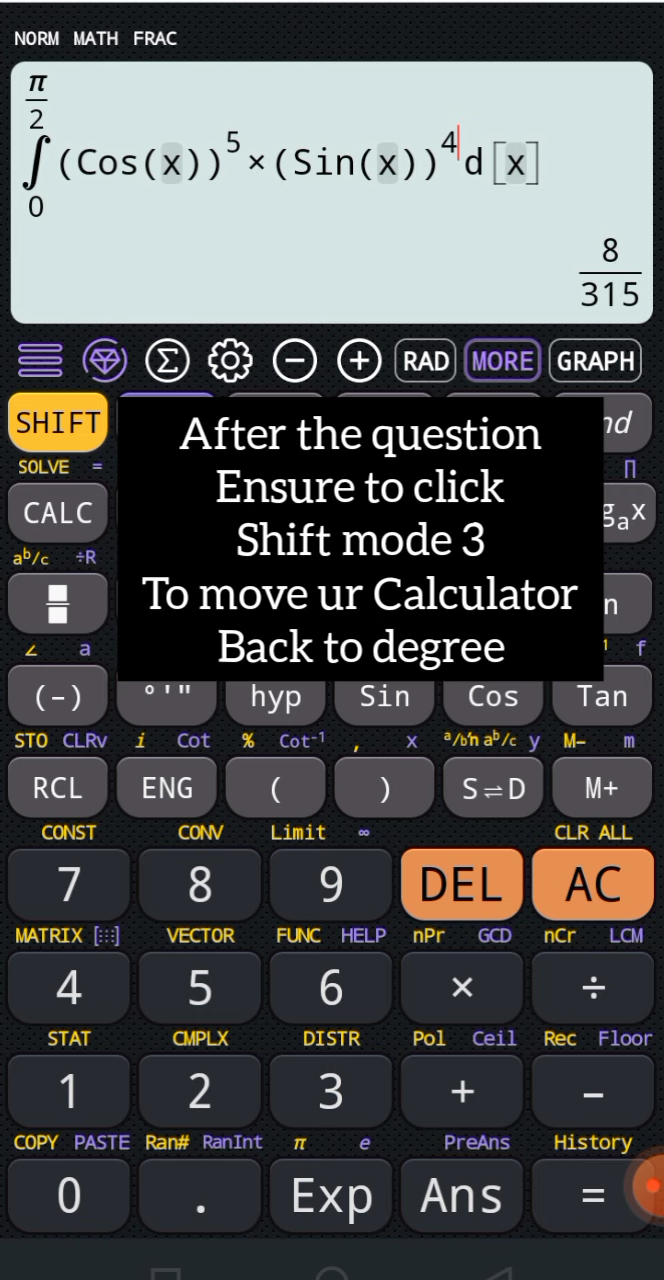 NORM MATH FRAC
π
2
∫ (Cos(x))5×(Sin(x))4d[x]
0
8
315
Σ − + RAD MORE GRAPH
SHIFT nd
SOLVE = ∏
CALC gax
ab/c ÷R
n
∠ a f
(−) °'" hyp Sin Cos Tan
STO CLRv i Cot % Cot-1 , x ab/c y M− m
RCL ENG ( ) S⇌D M+
CONST CONV Limit ∞ CLR ALL
7 8 9 DEL AC
MATRIX VECTOR FUNC HELP nPr GCD nCr LCM
4 5 6 × ÷
STAT CMPLX DISTR Pol Ceil Rec Floor
1 2 3 + −
COPY PASTE Ran# RanInt π e PreAns History
0 . Exp Ans =
After the question
Ensure to click
Shift mode 3
To move ur Calculator
Back to degree